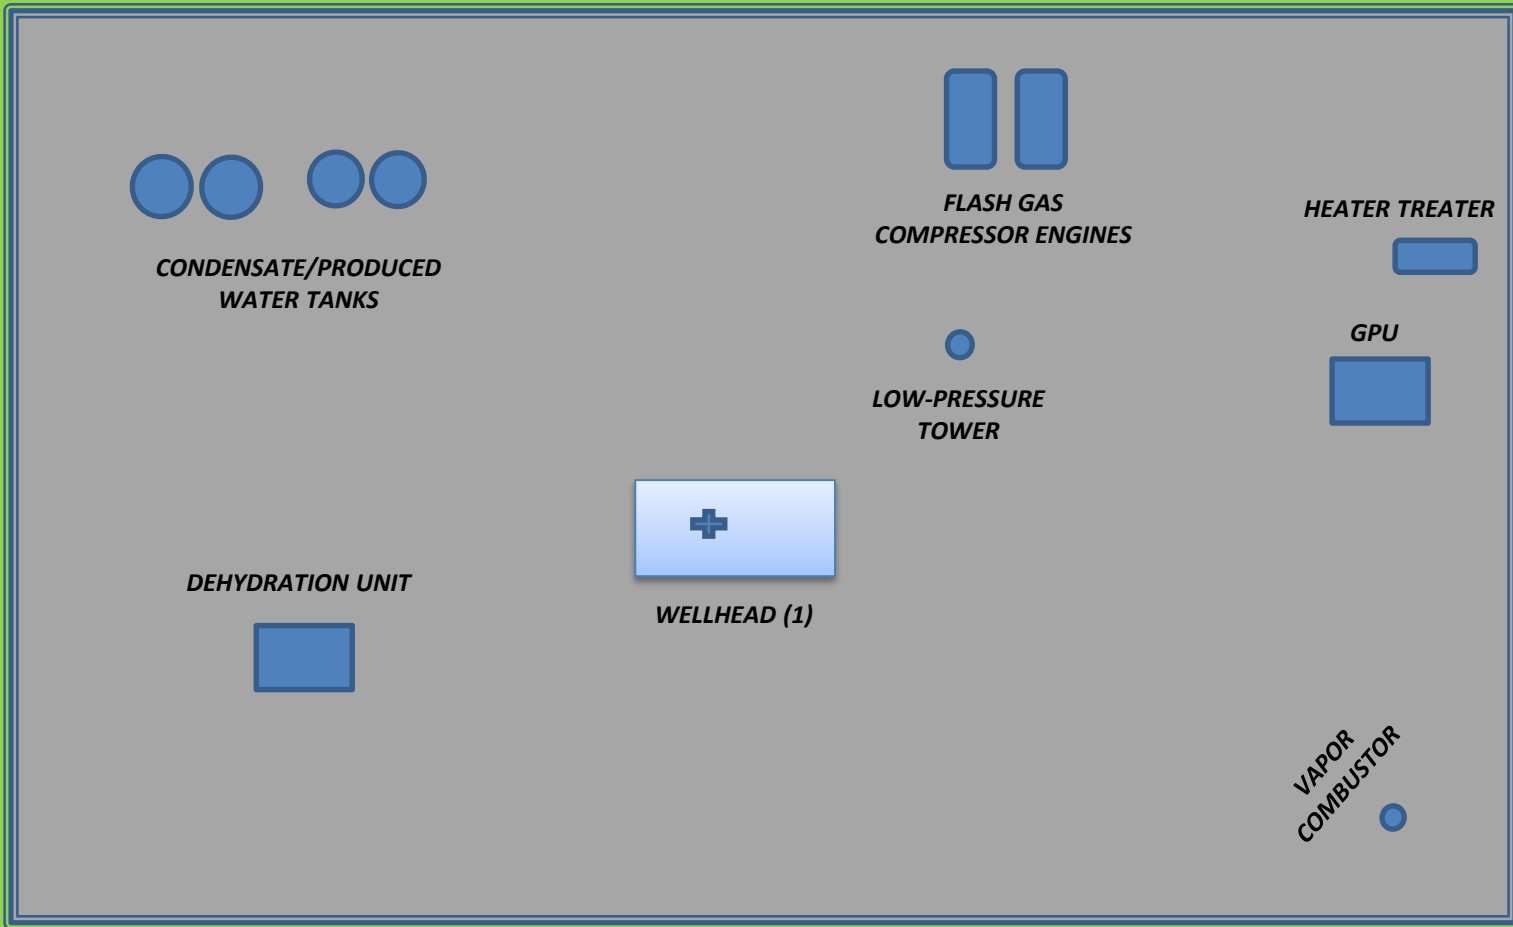 FLASH GAS
COMPRESSOR ENGINES
HEATER TREATER
CONDENSATE/PRODUCED
WATER TANKS
GPU
LOW-PRESSURE
TOWER
DEHYDRATION UNIT
WELLHEAD (1)
VAPOR
COMBUSTOR